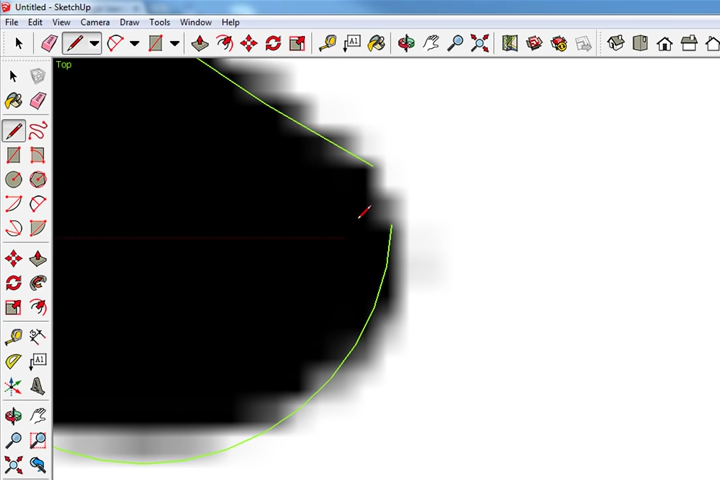 Untitled - SketchUp
File Edit View Camera Draw Tools Window Help
A1
Top
A1